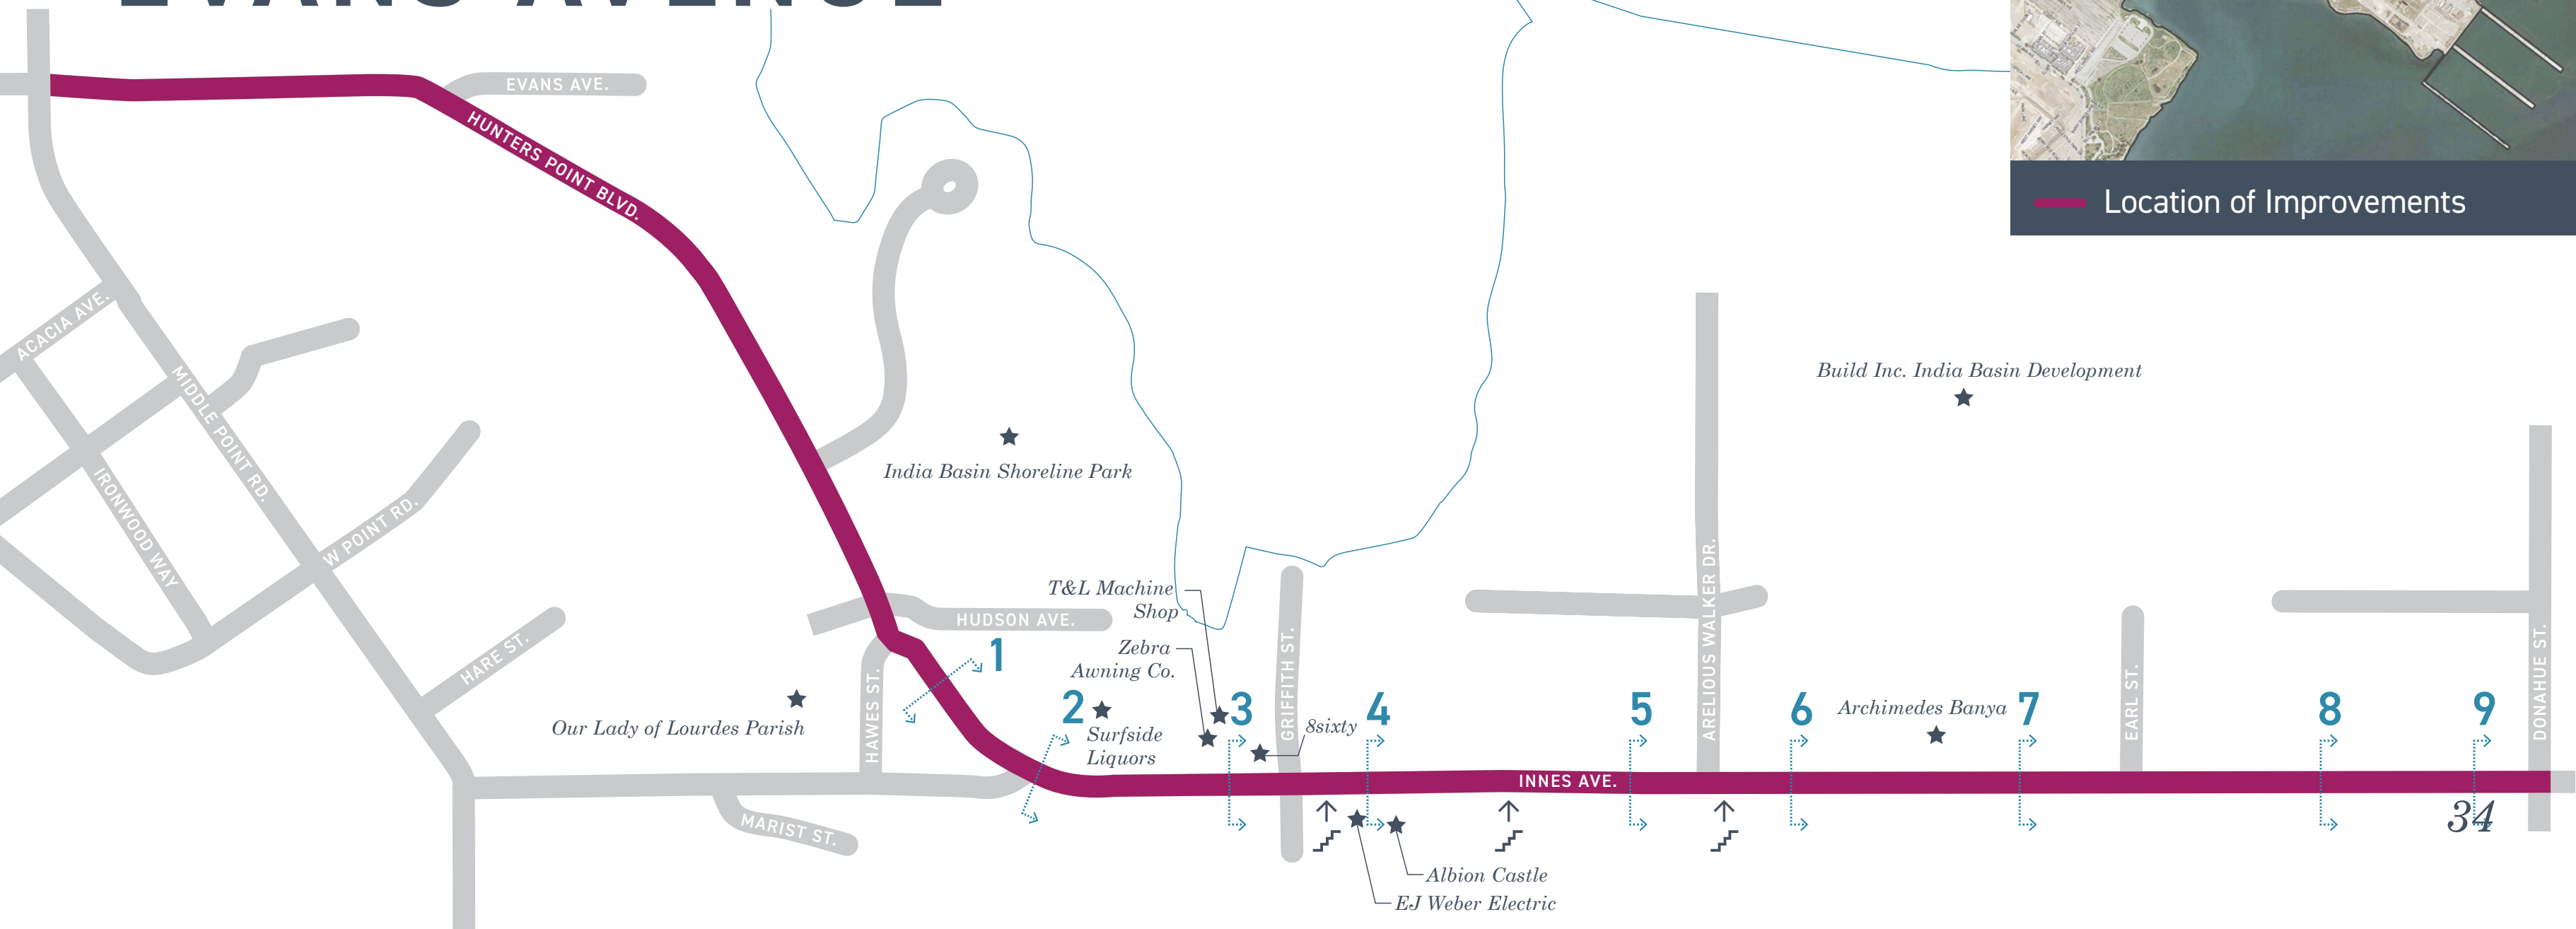 EVANS AVENUE
EVANS AVE.
HUNTERS POINT BLVD.
Location of Improvements
ACACIA AVE.
MIDDLE POINT RD.
IRONWOOD WAY
W POINT RD.
HARE ST.
India Basin Shoreline Park
Build Inc. India Basin Development
T&L Machine
Shop
HUDSON AVE.
Zebra
Awning Co.
1
2
3
4
5
6
7
8
9
Our Lady of Lourdes Parish
HAWES ST.
Surfside
Liquors
GRIFFITH ST.
8sixty
ARELIOUS WALKER DR.
Archimedes Banya
EARL ST.
DONAHUE ST.
INNES AVE.
MARIST ST.
34
Albion Castle
EJ Weber Electric